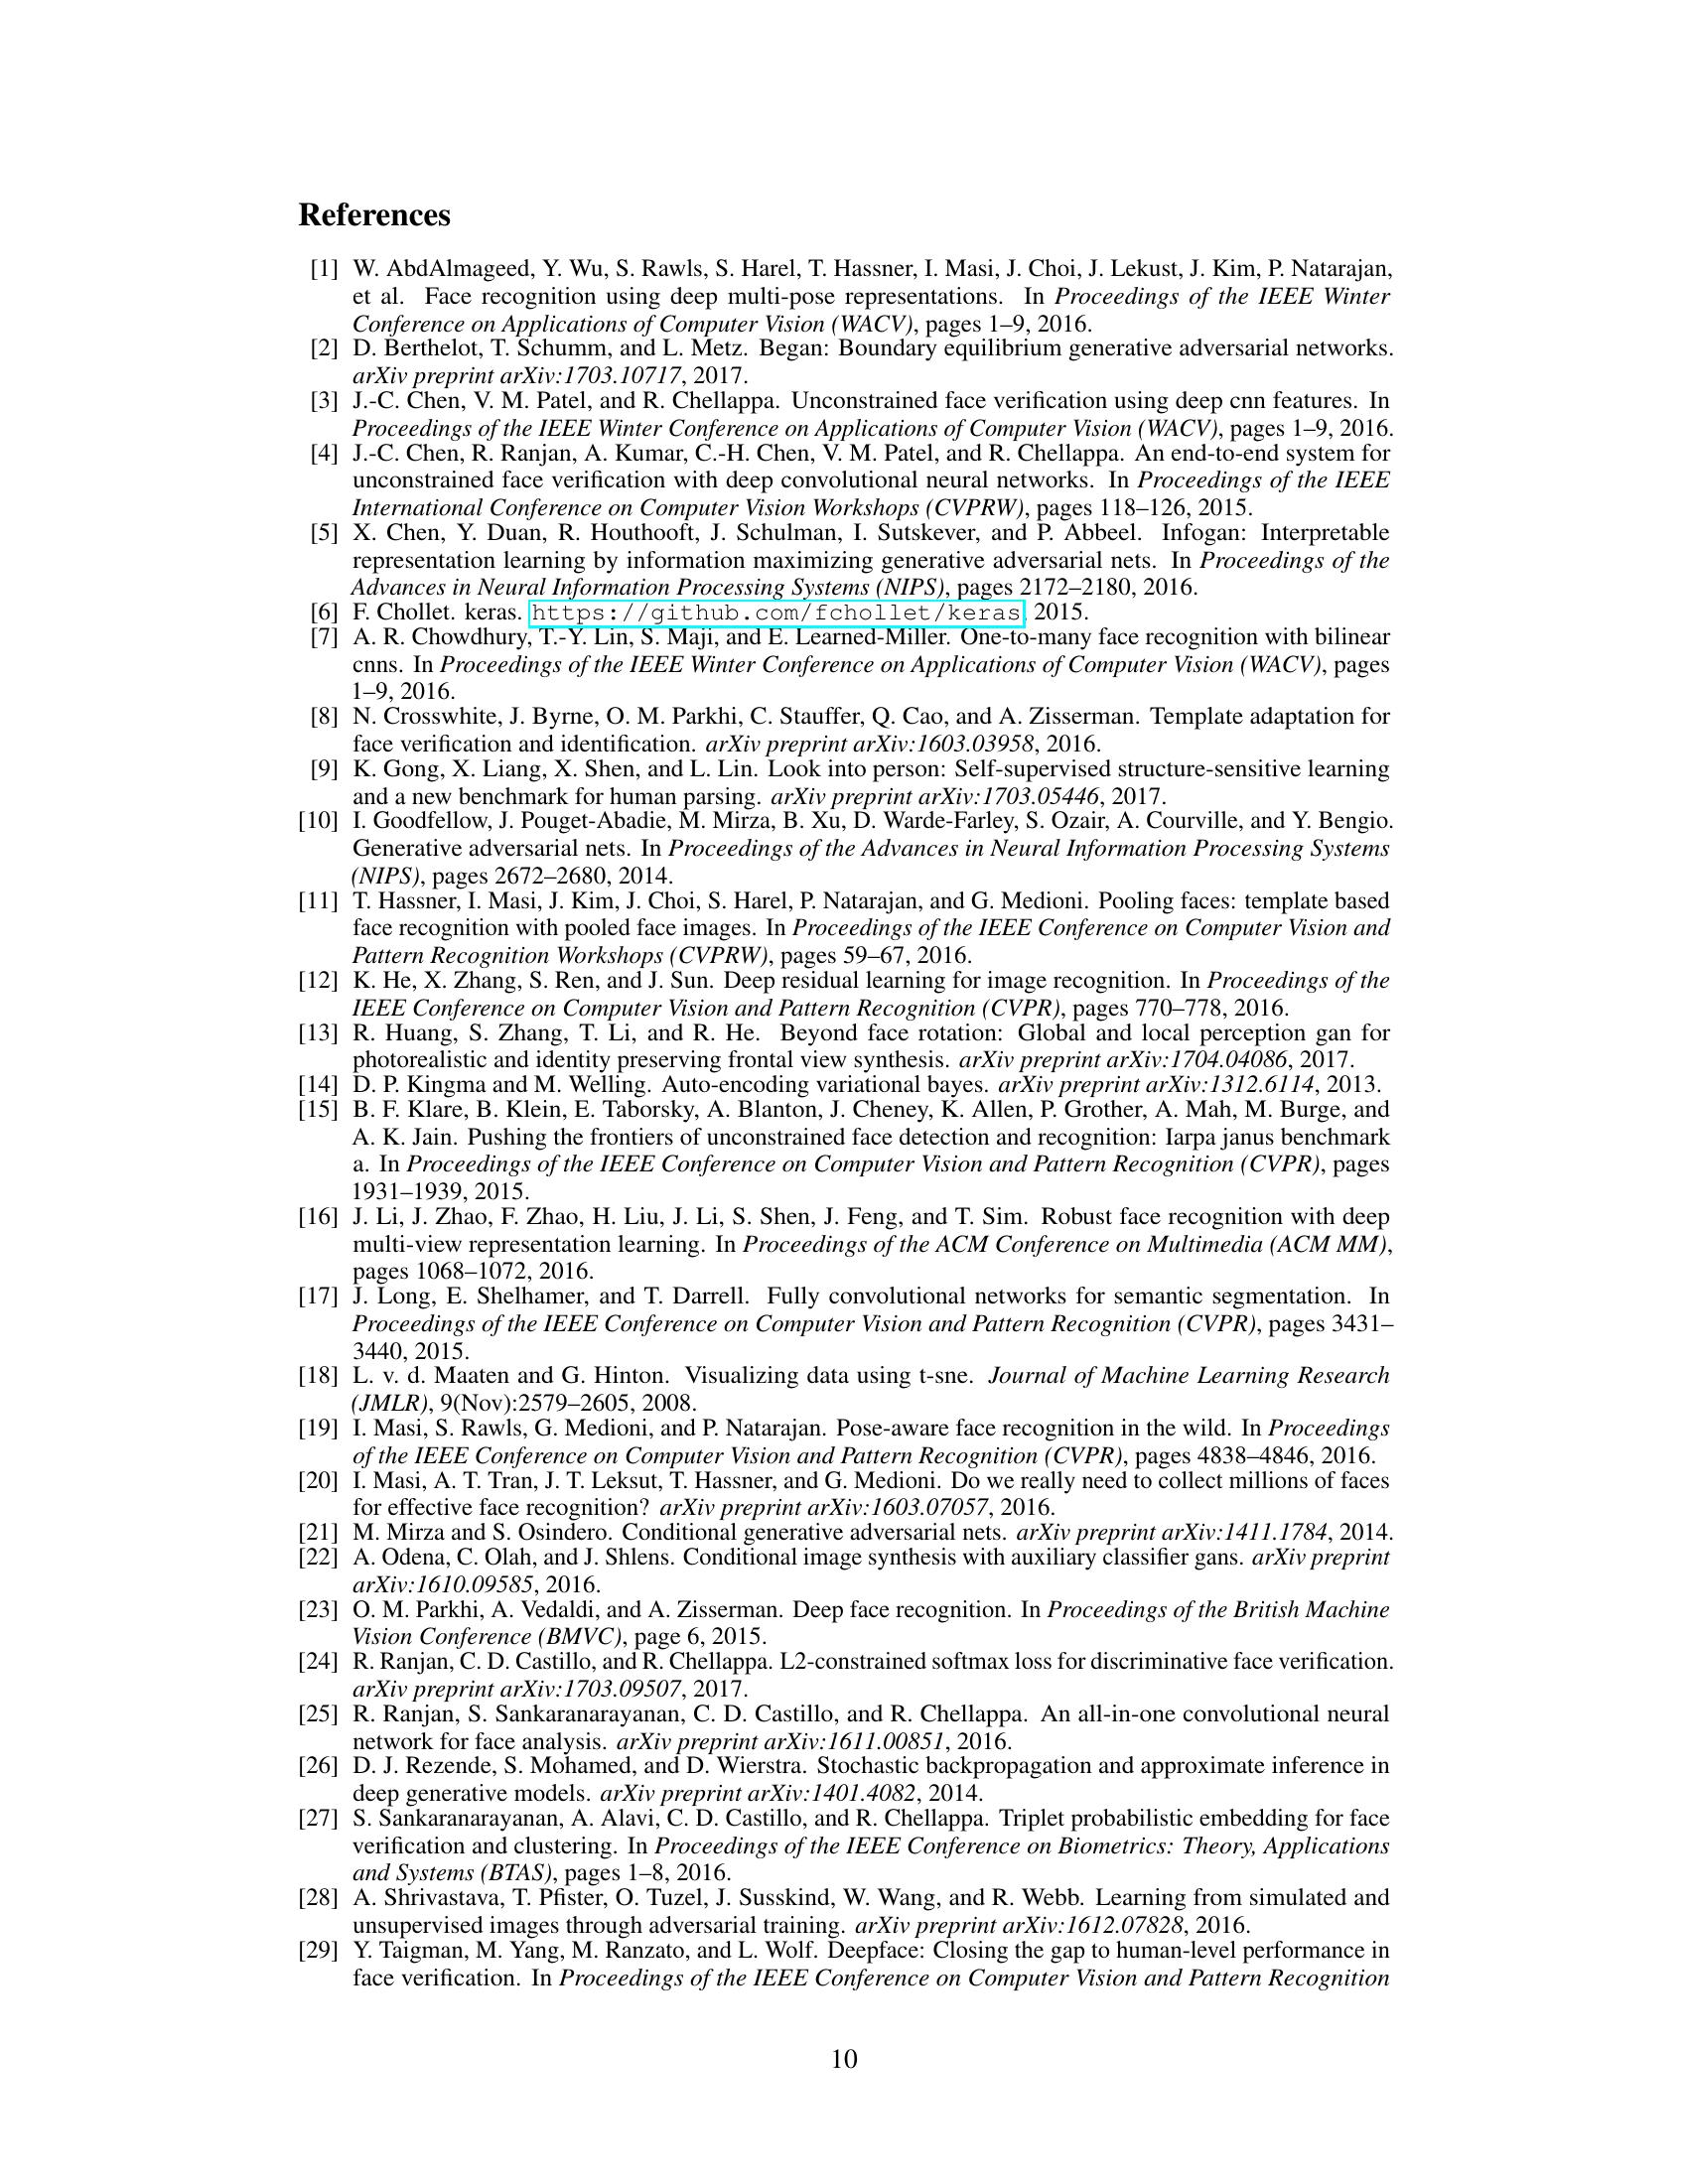 References
[1] W. AbdAlmageed, Y. Wu, S. Rawls, S. Harel, T. Hassner, I. Masi, J. Choi, J. Lekust, J. Kim, P. Natarajan,
et al. Face recognition using deep multi-pose representations. In Proceedings of the IEEE Winter
Conference on Applications of Computer Vision (WACV), pages 1–9, 2016.
[2] D. Berthelot, T. Schumm, and L. Metz. Began: Boundary equilibrium generative adversarial networks.
arXiv preprint arXiv:1703.10717, 2017.
[3] J.-C. Chen, V. M. Patel, and R. Chellappa. Unconstrained face verification using deep cnn features. In
Proceedings of the IEEE Winter Conference on Applications of Computer Vision (WACV), pages 1–9, 2016.
[4] J.-C. Chen, R. Ranjan, A. Kumar, C.-H. Chen, V. M. Patel, and R. Chellappa. An end-to-end system for
unconstrained face verification with deep convolutional neural networks. In Proceedings of the IEEE
International Conference on Computer Vision Workshops (CVPRW), pages 118–126, 2015.
[5] X. Chen, Y. Duan, R. Houthooft, J. Schulman, I. Sutskever, and P. Abbeel. Infogan: Interpretable
representation learning by information maximizing generative adversarial nets. In Proceedings of the
Advances in Neural Information Processing Systems (NIPS), pages 2172–2180, 2016.
[6] F. Chollet. keras. https://github.com/fchollet/keras, 2015.
[7] A. R. Chowdhury, T.-Y. Lin, S. Maji, and E. Learned-Miller. One-to-many face recognition with bilinear
cnns. In Proceedings of the IEEE Winter Conference on Applications of Computer Vision (WACV), pages
1–9, 2016.
[8] N. Crosswhite, J. Byrne, O. M. Parkhi, C. Stauffer, Q. Cao, and A. Zisserman. Template adaptation for
face verification and identification. arXiv preprint arXiv:1603.03958, 2016.
[9] K. Gong, X. Liang, X. Shen, and L. Lin. Look into person: Self-supervised structure-sensitive learning
and a new benchmark for human parsing. arXiv preprint arXiv:1703.05446, 2017.
[10] I. Goodfellow, J. Pouget-Abadie, M. Mirza, B. Xu, D. Warde-Farley, S. Ozair, A. Courville, and Y. Bengio.
Generative adversarial nets. In Proceedings of the Advances in Neural Information Processing Systems
(NIPS), pages 2672–2680, 2014.
[11] T. Hassner, I. Masi, J. Kim, J. Choi, S. Harel, P. Natarajan, and G. Medioni. Pooling faces: template based
face recognition with pooled face images. In Proceedings of the IEEE Conference on Computer Vision and
Pattern Recognition Workshops (CVPRW), pages 59–67, 2016.
[12] K. He, X. Zhang, S. Ren, and J. Sun. Deep residual learning for image recognition. In Proceedings of the
IEEE Conference on Computer Vision and Pattern Recognition (CVPR), pages 770–778, 2016.
[13] R. Huang, S. Zhang, T. Li, and R. He. Beyond face rotation: Global and local perception gan for
photorealistic and identity preserving frontal view synthesis. arXiv preprint arXiv:1704.04086, 2017.
[14] D. P. Kingma and M. Welling. Auto-encoding variational bayes. arXiv preprint arXiv:1312.6114, 2013.
[15] B. F. Klare, B. Klein, E. Taborsky, A. Blanton, J. Cheney, K. Allen, P. Grother, A. Mah, M. Burge, and
A. K. Jain. Pushing the frontiers of unconstrained face detection and recognition: Iarpa janus benchmark
a. In Proceedings of the IEEE Conference on Computer Vision and Pattern Recognition (CVPR), pages
1931–1939, 2015.
[16] J. Li, J. Zhao, F. Zhao, H. Liu, J. Li, S. Shen, J. Feng, and T. Sim. Robust face recognition with deep
multi-view representation learning. In Proceedings of the ACM Conference on Multimedia (ACM MM),
pages 1068–1072, 2016.
[17] J. Long, E. Shelhamer, and T. Darrell. Fully convolutional networks for semantic segmentation. In
Proceedings of the IEEE Conference on Computer Vision and Pattern Recognition (CVPR), pages 3431–
3440, 2015.
[18] L. v. d. Maaten and G. Hinton. Visualizing data using t-sne. Journal of Machine Learning Research
(JMLR), 9(Nov):2579–2605, 2008.
[19] I. Masi, S. Rawls, G. Medioni, and P. Natarajan. Pose-aware face recognition in the wild. In Proceedings
of the IEEE Conference on Computer Vision and Pattern Recognition (CVPR), pages 4838–4846, 2016.
[20] I. Masi, A. T. Tran, J. T. Leksut, T. Hassner, and G. Medioni. Do we really need to collect millions of faces
for effective face recognition? arXiv preprint arXiv:1603.07057, 2016.
[21] M. Mirza and S. Osindero. Conditional generative adversarial nets. arXiv preprint arXiv:1411.1784, 2014.
[22] A. Odena, C. Olah, and J. Shlens. Conditional image synthesis with auxiliary classifier gans. arXiv preprint
arXiv:1610.09585, 2016.
[23] O. M. Parkhi, A. Vedaldi, and A. Zisserman. Deep face recognition. In Proceedings of the British Machine
Vision Conference (BMVC), page 6, 2015.
[24] R. Ranjan, C. D. Castillo, and R. Chellappa. L2-constrained softmax loss for discriminative face verification.
arXiv preprint arXiv:1703.09507, 2017.
[25] R. Ranjan, S. Sankaranarayanan, C. D. Castillo, and R. Chellappa. An all-in-one convolutional neural
network for face analysis. arXiv preprint arXiv:1611.00851, 2016.
[26] D. J. Rezende, S. Mohamed, and D. Wierstra. Stochastic backpropagation and approximate inference in
deep generative models. arXiv preprint arXiv:1401.4082, 2014.
[27] S. Sankaranarayanan, A. Alavi, C. D. Castillo, and R. Chellappa. Triplet probabilistic embedding for face
verification and clustering. In Proceedings of the IEEE Conference on Biometrics: Theory, Applications
and Systems (BTAS), pages 1–8, 2016.
[28] A. Shrivastava, T. Pfister, O. Tuzel, J. Susskind, W. Wang, and R. Webb. Learning from simulated and
unsupervised images through adversarial training. arXiv preprint arXiv:1612.07828, 2016.
[29] Y. Taigman, M. Yang, M. Ranzato, and L. Wolf. Deepface: Closing the gap to human-level performance in
face verification. In Proceedings of the IEEE Conference on Computer Vision and Pattern Recognition
10